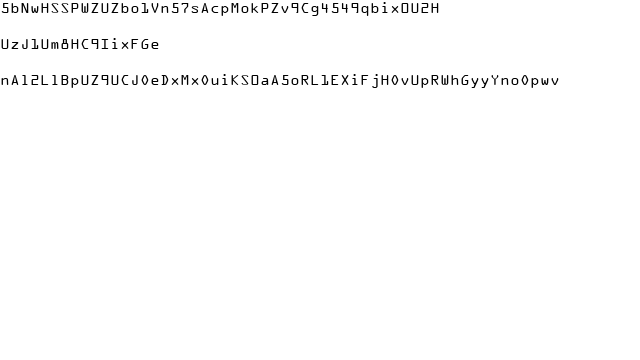 5bNwHSSPWZUZbo1Vn57sAcpMokPZv9Cg4549qbixOU2H
UzJ1Um8HC9IixFGe
nA12L1BpUZ9UCJ0eDxMx0uiKSOaA5oRL1EXiFjH0vUpRWhGyyYno0pwv